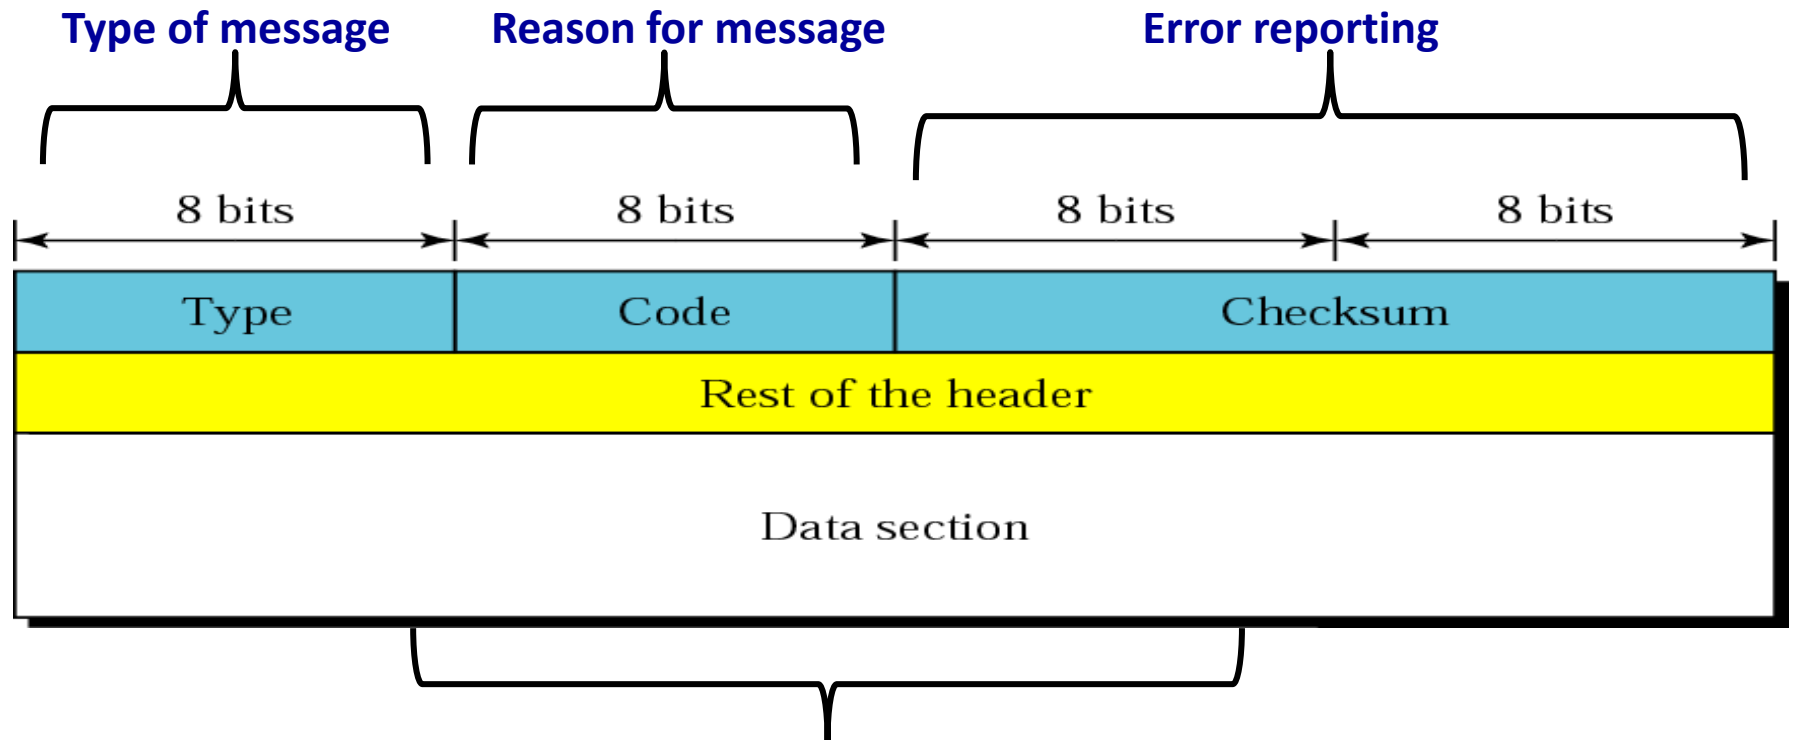 Type of message Reason for message Error reporting
8 bits 8 bits 8 bits 8 bits
Type Code Checksum
Rest of the header
Data section